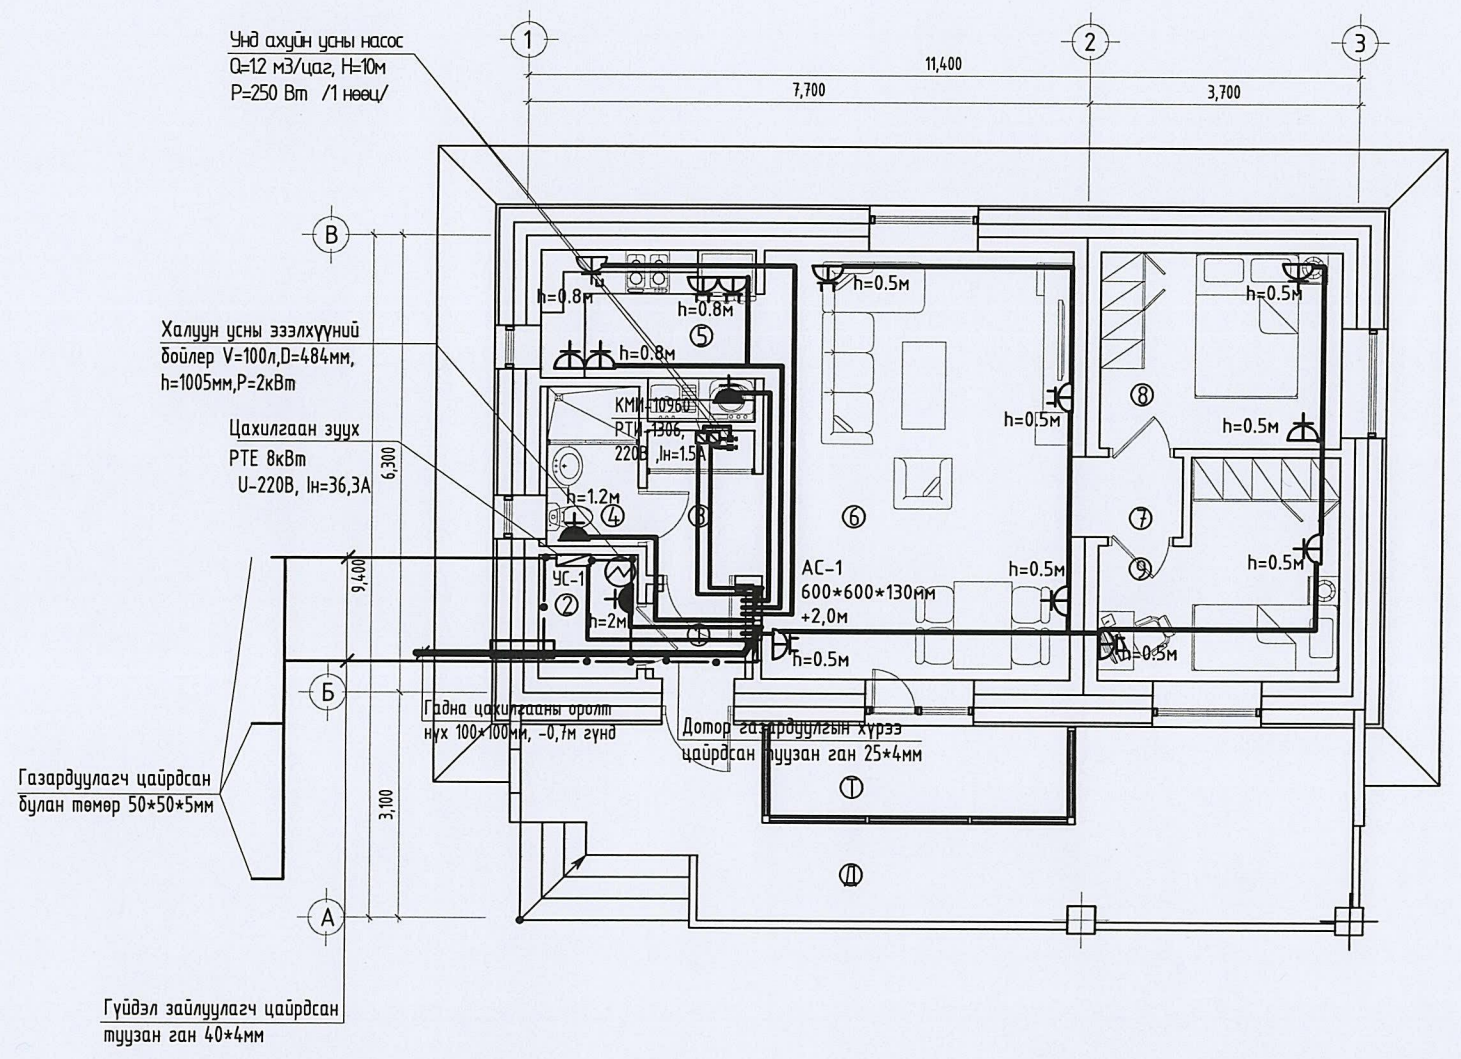 Унд ахуйн усны насос
Q=1.2 м3/цаг, H=10м
P=250 Вт /1 нөөц/
1
2
3
11,400
7,700
3,700
В
Халуун усны зээлхүүний
бойлер V=100л,D=484мм,
h=1005мм,P=2кВт
Цахилгаан зуух
РТЕ 8кВт
U-220В, Iн=36,3А
6,300
9,400
3,100
h=0.8м
h=0.8м
5
h=0.8м
h=0.5м
h=0.5м
h=0.5м
8
h=0.5м
КМИ-10960
РТИ-1306,
220В ,Iн=1.5А
h=1.2м
4
3
6
7
9
h=0.5м
УС-1
2
h=2м
1
АС-1
600*600*130мм
+2,0м
h=0.5м
h=0.5м
h=0.5м
Б
Гадна цахилгааны оролт
нүх 100*100мм, -0,7м гүнд
Дотор газардуулгын хүрээ
цайрдсан туузан ган 25*4мм
Газардуулагч цайрдсан
булан төмөр 50*50*5мм
Т
Д
А
Гүйдэл зайлуулагч цайрдсан
туузан ган 40*4мм